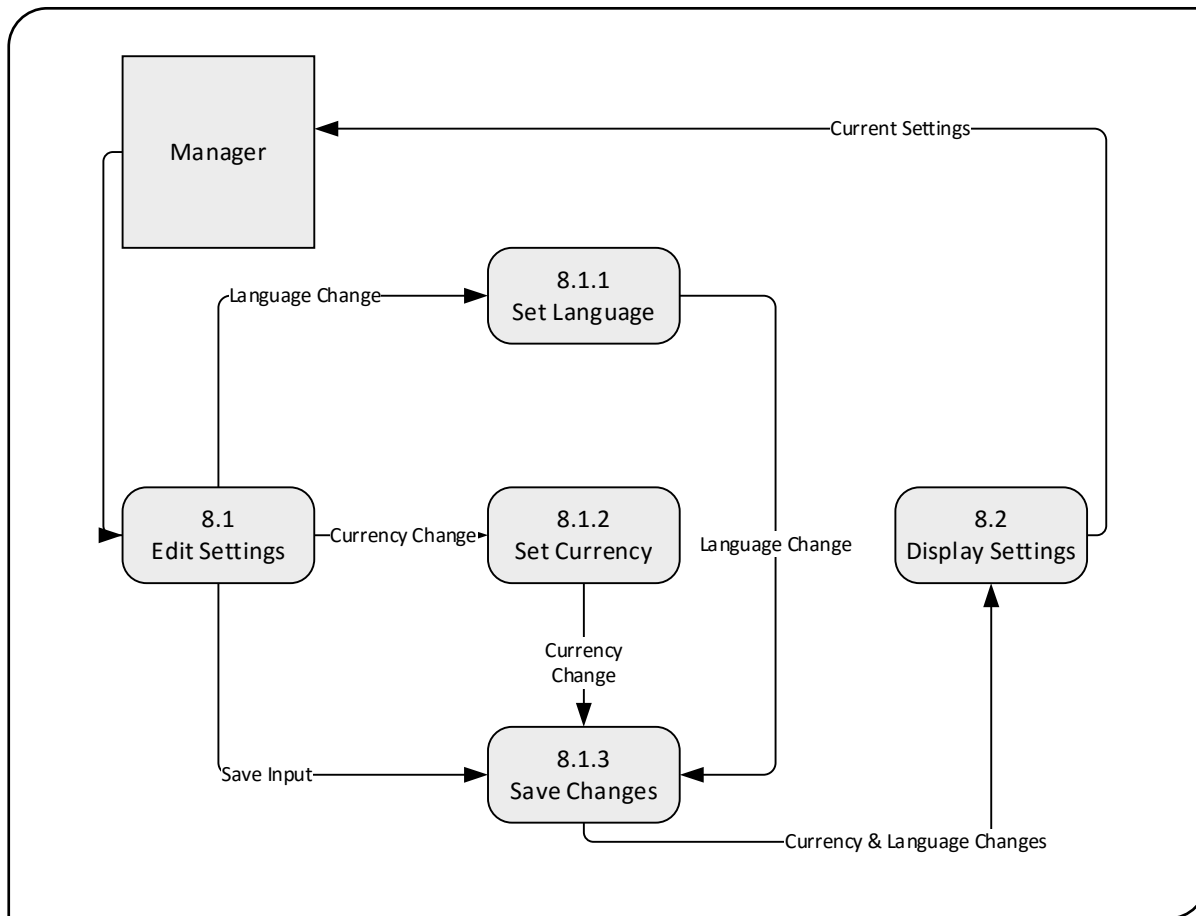 Current Settings
Manager
8.1.1
Set Language
Language Change
8.1
Edit Settings
Currency Change
8.1.2
Set Currency
Language Change
8.2
Display Settings
Currency
Change
8.1.3
Save Changes
Save Input
Currency & Language Changes